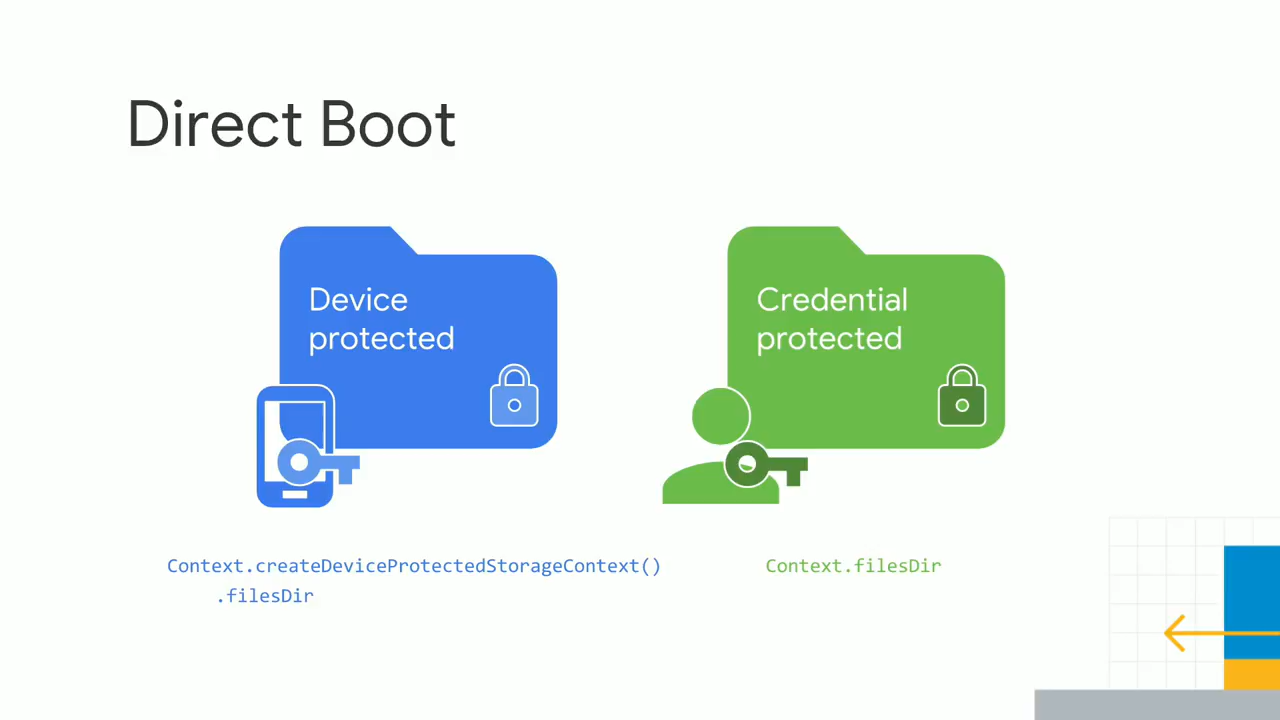 Direct Boot
Device
protected
Credential
protected
Context.createDeviceProtectedStorageContext()
.filesDir
Context.filesDir